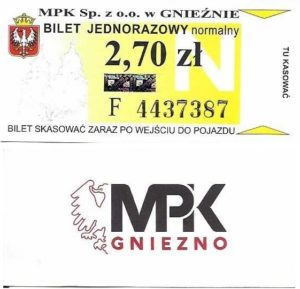 MPK Sp. z o.o. w GNIEŹNIE
BILET JEDNORAZOWY normalny
2,70 zł
N
F 4437387
BILET SKASOWAĆ ZARAZ PO WEJŚCIU DO POJAZDU
TU KASOWAĆ
MPK
GNIEZNO